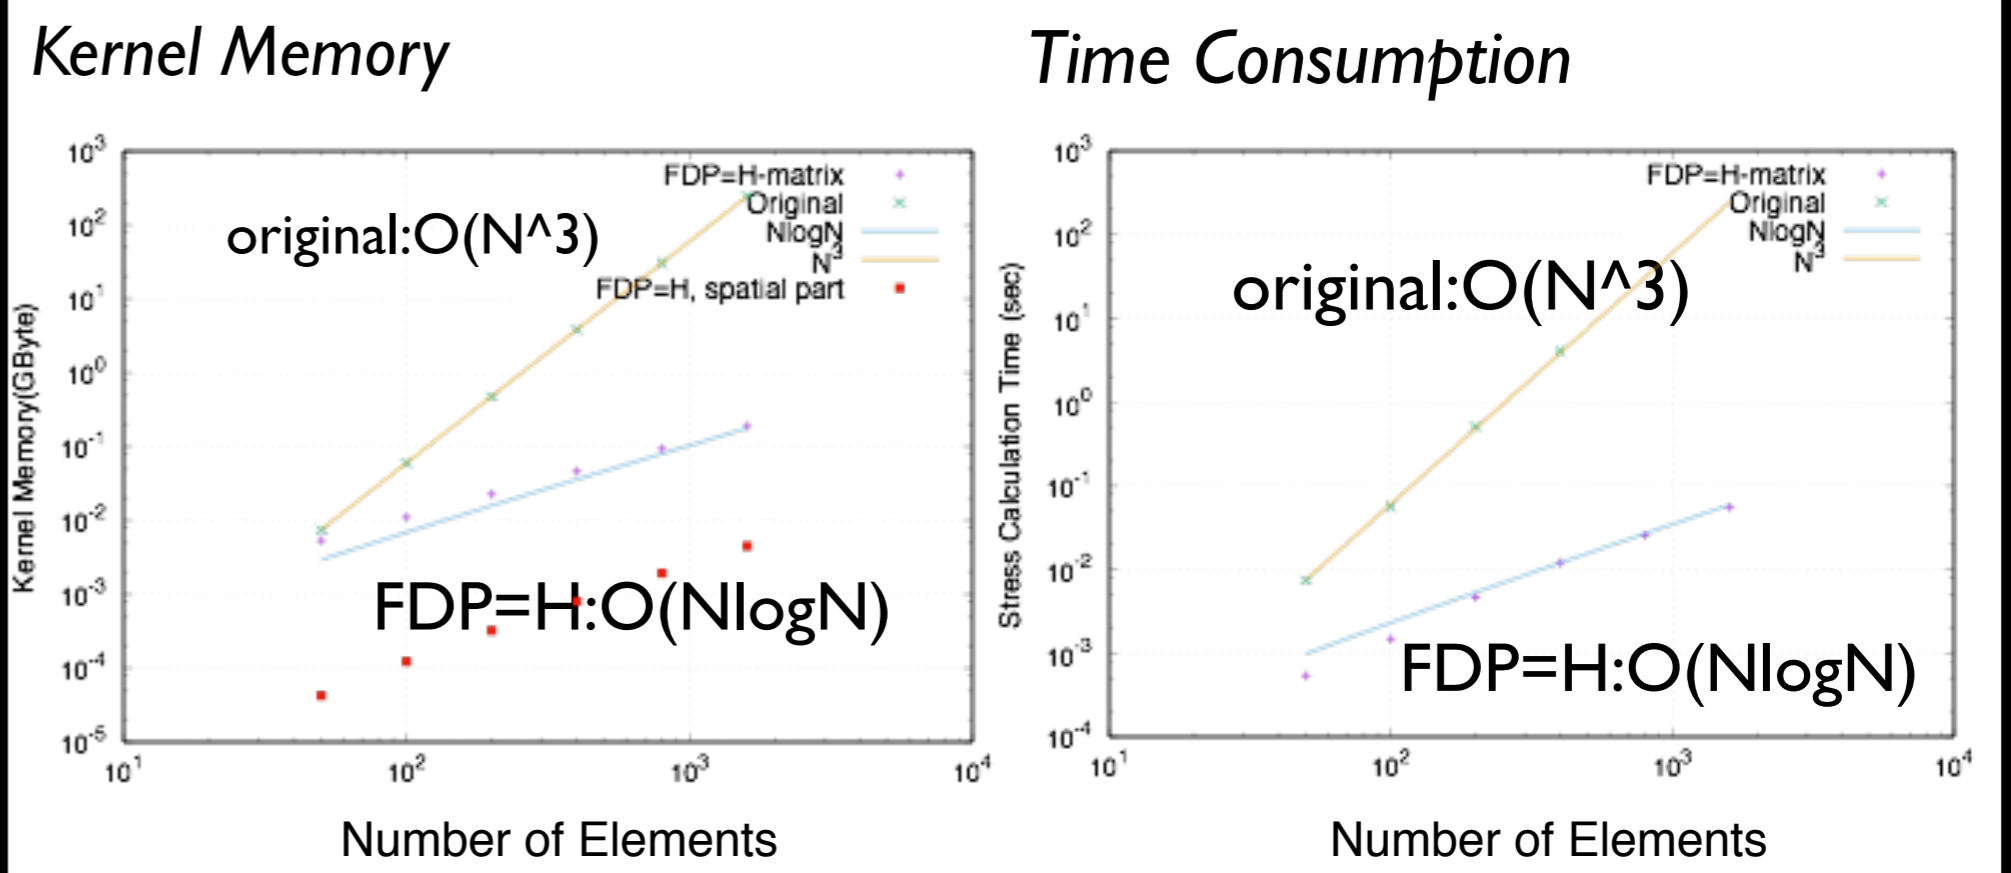 Kernel Memory
10^3
10^2
10^1
10^0
10^-1
10^-2
10^-3
10^-4
10^-5
Kernel Memory(GByte)
FDP=H-matrix
Original
NlogN
N^3
FDP=H, spatial part
original:O(N^3)
FDP=H:O(NlogN)
10^1
10^2
10^3
10^4
Number of Elements
Time Consumption
10^3
10^2
10^1
10^0
10^-1
10^-2
10^-3
10^-4
Stress Calculation Time (sec)
FDP=H-matrix
Original
NlogN
N^3
original:O(N^3)
FDP=H:O(NlogN)
10^1
10^2
10^3
10^4
Number of Elements